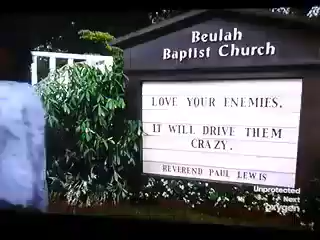 Beulah
Baptist Church
LOVE YOUR ENEMIES.
IT WILL DRIVE THEM
CRAZY.
REVEREND PAUL LEWIS
Unprotected
Next
oxygen